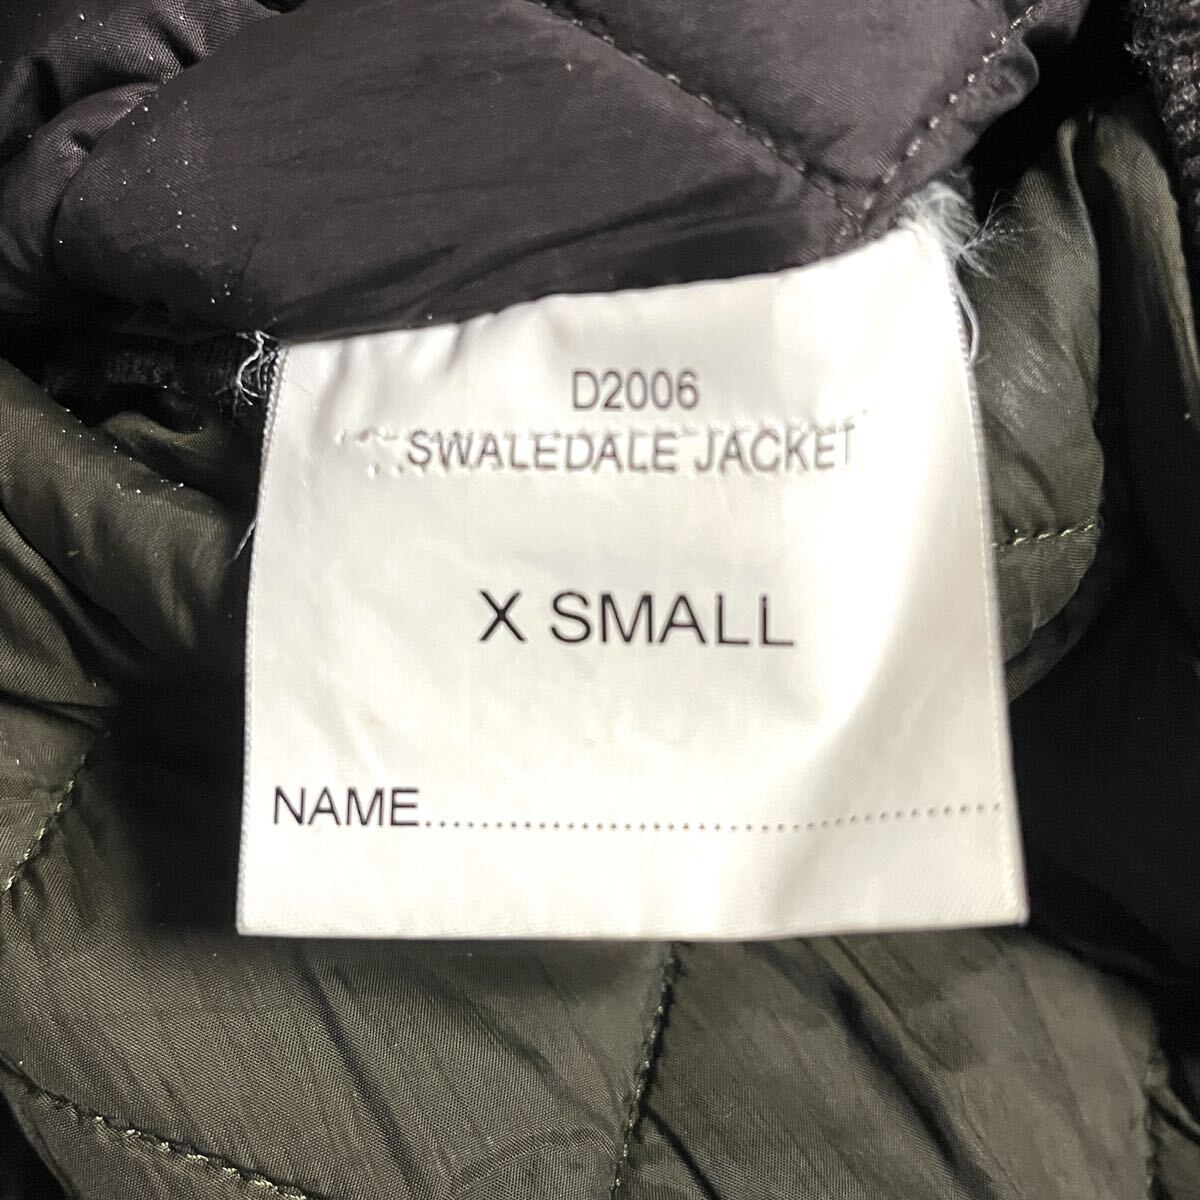 D2006
SWALEDALE JACKET
X SMALL
NAME.......................................................